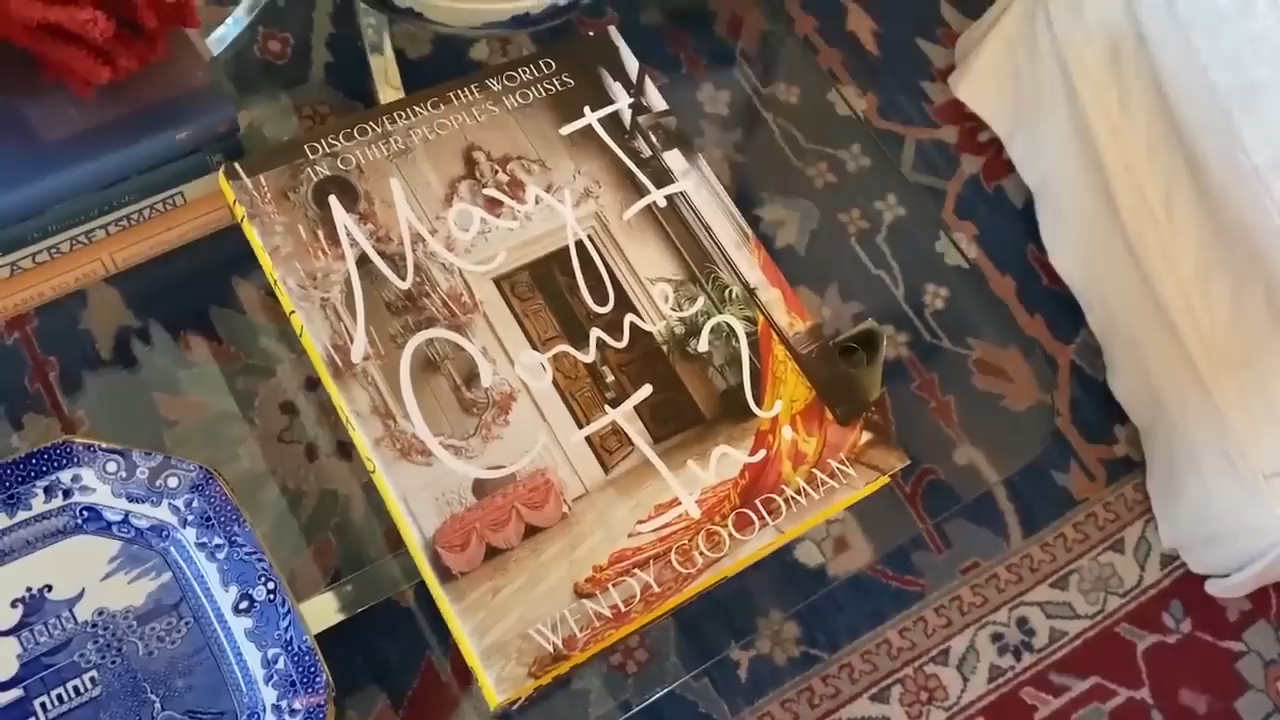 DISCOVERING THE WORLD
IN OTHER PEOPLE'S HOUSES
May I
Come
In?
WENDY GOODMAN
A CRAFTSMAN